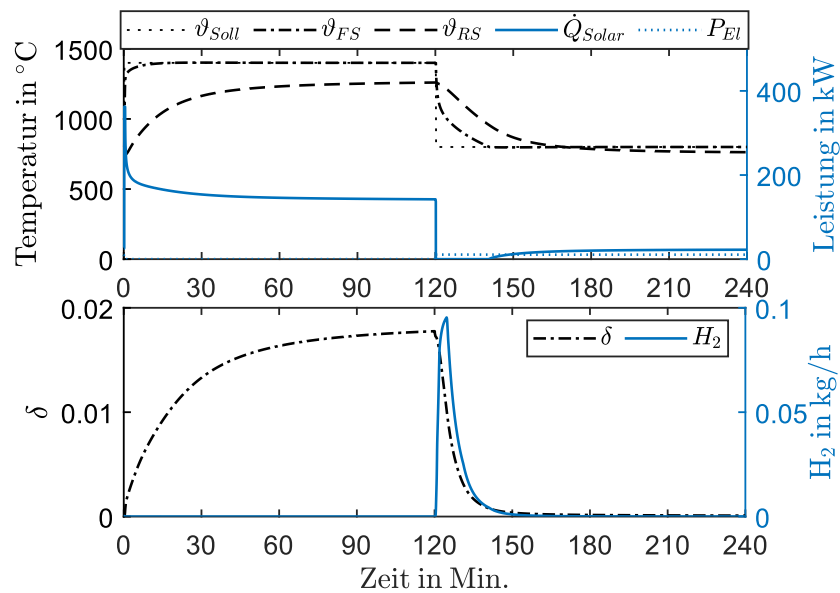 ϑ_Soll ϑ_FS ϑ_RS Q̇_Solar P_El
Temperatur in °C
1500
1000
500
0
400
200
0
Leistung in kW
0 30 60 90 120 150 180 210 240
δ
0.02
0.01
0
δ H₂
0.1
0.05
0
H₂ in kg/h
0 30 60 90 120 150 180 210 240
Zeit in Min.